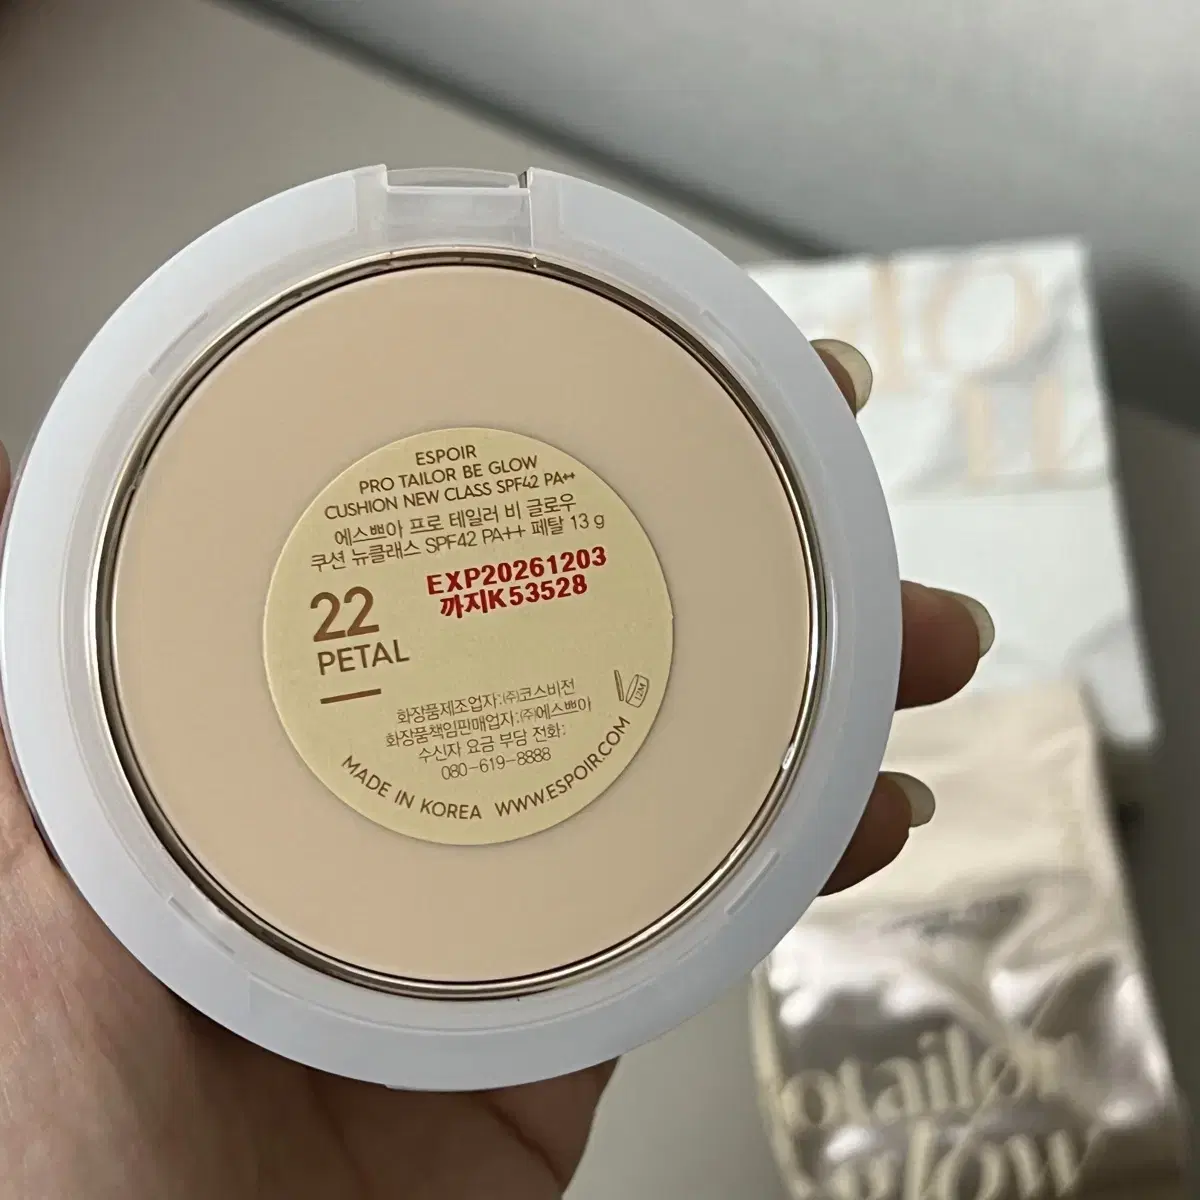 ESPOIR
PRO TAILOR BE GLOW
CUSHION NEW CLASS SPF42 PA++
에스쁘아 프로 테일러 비 글로우
쿠션 뉴클래스 SPF42 PA++ 페탈 13 g
EXP20261203
까지K53528
22
PETAL
화장품제조업자:㈜코스비전
화장품책임판매업자:㈜에스쁘아
수신자 요금 부담 전화:
080-619-8888
12M
MADE IN KOREA WWW.ESPOIR.COM
otailor
glow